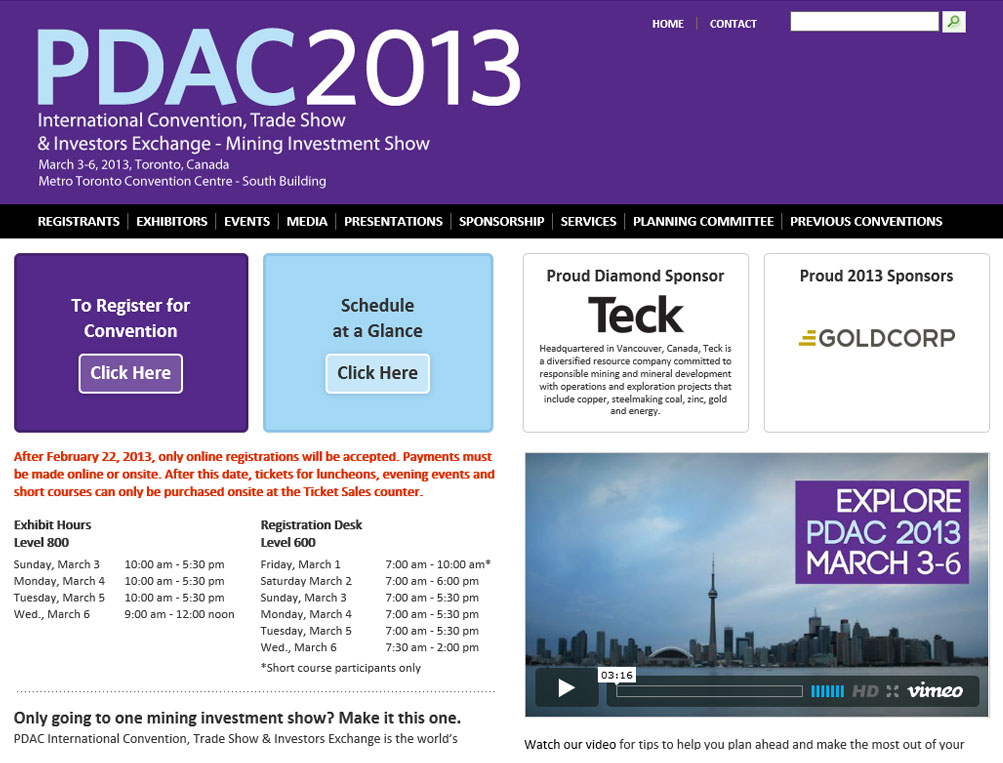 HOME | CONTACT
PDAC2013
International Convention, Trade Show
& Investors Exchange - Mining Investment Show
March 3-6, 2013, Toronto, Canada
Metro Toronto Convention Centre - South Building
REGISTRANTS | EXHIBITORS | EVENTS | MEDIA | PRESENTATIONS | SPONSORSHIP | SERVICES | PLANNING COMMITTEE | PREVIOUS CONVENTIONS
To Register for
Convention
Click Here
Schedule
at a Glance
Click Here
Proud Diamond Sponsor
Teck
Headquartered in Vancouver, Canada, Teck is
a diversified resource company committed to
responsible mining and mineral development
with operations and exploration projects that
include copper, steelmaking coal, zinc, gold
and energy.
Proud 2013 Sponsors
GOLDCORP
After February 22, 2013, only online registrations will be accepted. Payments must
be made online or onsite. After this date, tickets for luncheons, evening events and
short courses can only be purchased onsite at the Ticket Sales counter.
Exhibit Hours
Level 800
Sunday, March 3 10:00 am - 5:30 pm
Monday, March 4 10:00 am - 5:30 pm
Tuesday, March 5 10:00 am - 5:30 pm
Wed., March 6 9:00 am - 12:00 noon
Registration Desk
Level 600
Friday, March 1 7:00 am - 10:00 am*
Saturday March 2 7:00 am - 6:00 pm
Sunday, March 3 7:00 am - 5:30 pm
Monday, March 4 7:00 am - 5:30 pm
Tuesday, March 5 7:00 am - 5:30 pm
Wed., March 6 7:30 am - 2:00 pm
*Short course participants only
EXPLORE
PDAC 2013
MARCH 3-6
03:16
HD vimeo
Only going to one mining investment show? Make it this one.
PDAC International Convention, Trade Show & Investors Exchange is the world's
Watch our video for tips to help you plan ahead and make the most out of your